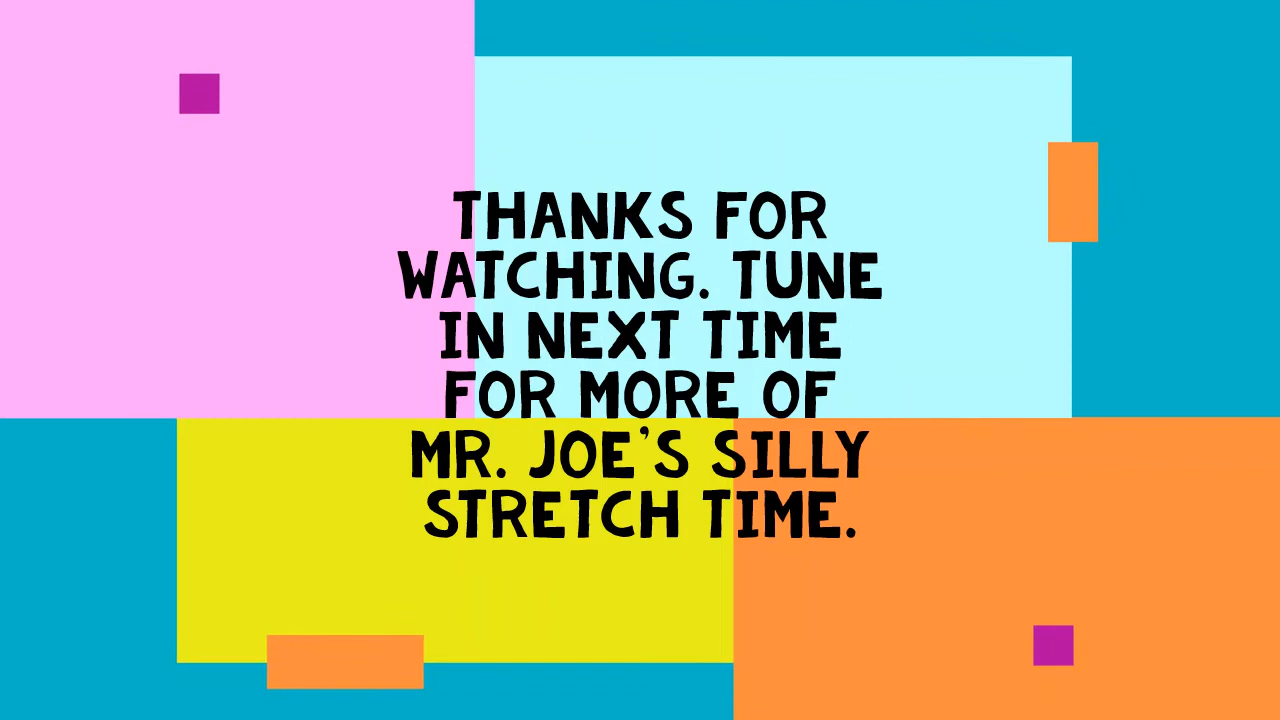 THANKS FOR
WATCHING. TUNE
IN NEXT TIME
FOR MORE OF
MR. JOE'S SILLY
STRETCH TIME.